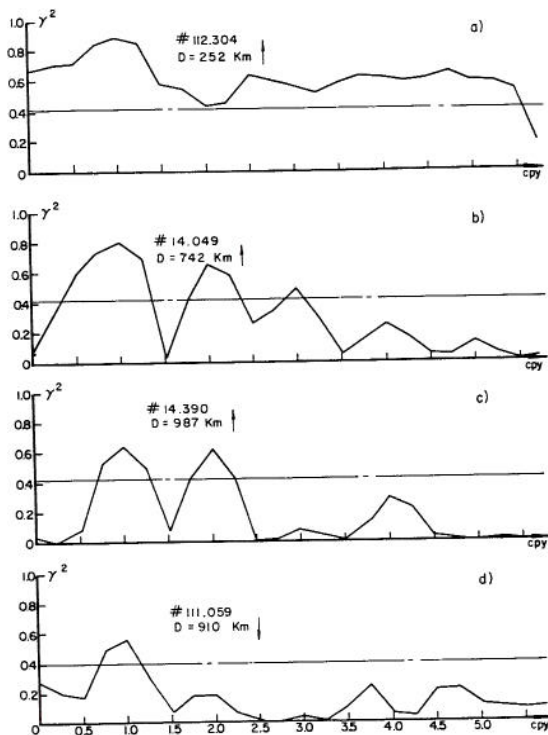 1.0 γ²
a)
# 112.304 ↑
D = 252 Km
0.8
0.6
0.4
0.2
0
cpy
1.0 γ²
b)
# 14.049
D = 742 Km ↑
0.8
0.6
0.4
0.2
0
cpy
1.0 γ²
c)
# 14.390
D = 987 Km ↑
0.8
0.6
0.4
0.2
0
cpy
1.0 γ²
d)
# 111.059
D = 910 Km ↓
0.8
0.6
0.4
0.2
0 0.5 1.0 1.5 2.0 2.5 3.0 3.5 4.0 4.5 5.0 cpy